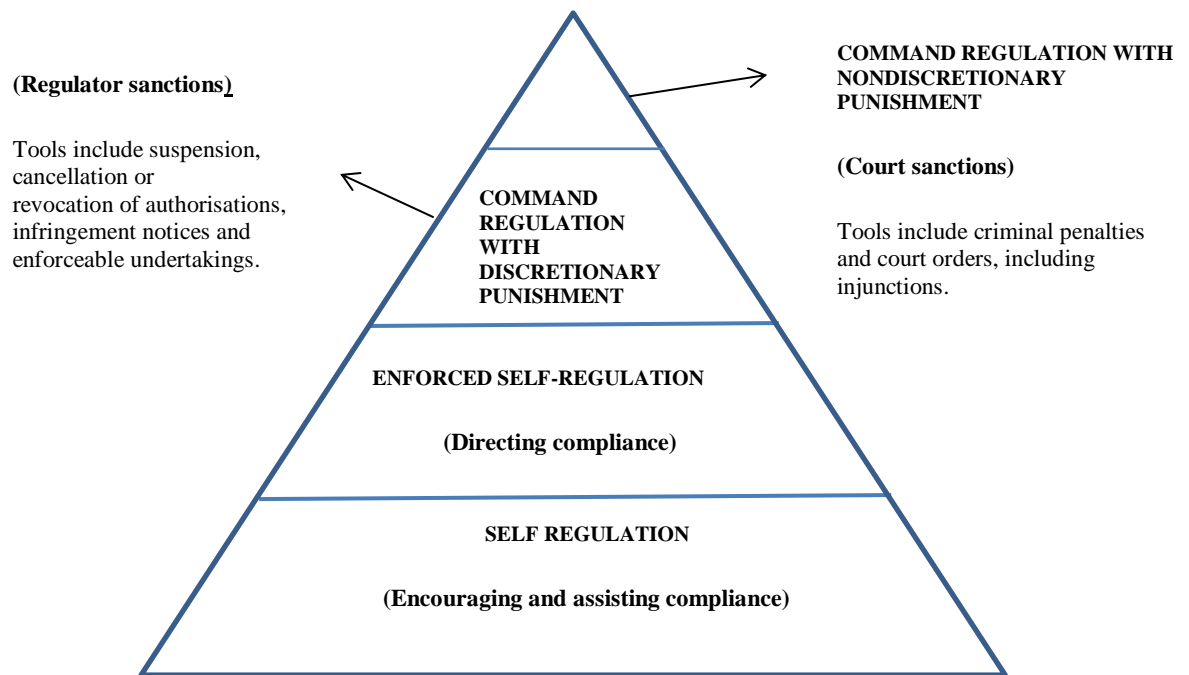 (Regulator sanctions)
Tools include suspension,
cancellation or
revocation of authorisations,
infringement notices and
enforceable undertakings.
COMMAND REGULATION WITH
NONDISCRETIONARY
PUNISHMENT
(Court sanctions)
Tools include criminal penalties
and court orders, including
injunctions.
COMMAND
REGULATION
WITH
DISCRETIONARY
PUNISHMENT
ENFORCED SELF-REGULATION
(Directing compliance)
SELF REGULATION
(Encouraging and assisting compliance)